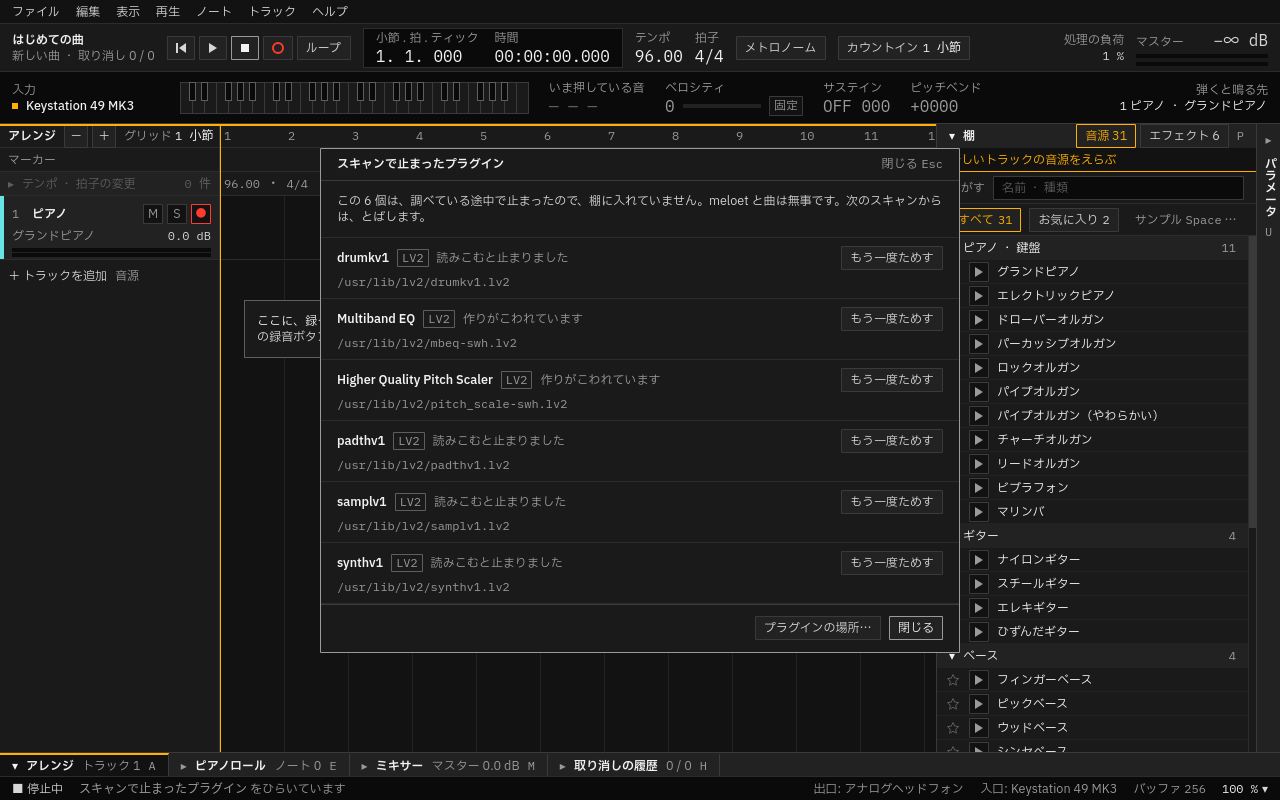 ファイル 編集 表示 再生 ノート トラック ヘルプ
はじめての曲
新しい曲 · 取り消し 0 / 0
ループ
小節 . 拍 . ティック 時間
1. 1. 000 00:00:00.000
テンポ 拍子
96.00 4/4
メトロノーム
カウントイン 1 小節
処理の負荷
1 %
マスター -∞ dB
入力
Keystation 49 MK3
いま押している音
— — —
ベロシティ
0 固定
サステイン
OFF 000
ピッチベンド
+0000
弾くと鳴る先
1 ピアノ · グランドピアノ
アレンジ − ＋ グリッド 1 小節
1 2 3 4 5 6 7 8 9 10 11 1
マーカー
▸ テンポ · 拍子の変更 0 件
96.00 · 4/4
1 ピアノ M S
グランドピアノ 0.0 dB
＋ トラックを追加 音源
ここに、録
の録音ボタ
スキャンで止まったプラグイン 閉じる Esc
この 6 個は、調べている途中で止まったので、棚に入れていません。meloet と曲は無事です。次のスキャンから
は、とばします。
drumkv1 LV2 読みこむと止まりました もう一度ためす
/usr/lib/lv2/drumkv1.lv2
Multiband EQ LV2 作りがこわれています もう一度ためす
/usr/lib/lv2/mbeq-swh.lv2
Higher Quality Pitch Scaler LV2 作りがこわれています もう一度ためす
/usr/lib/lv2/pitch_scale-swh.lv2
padthv1 LV2 読みこむと止まりました もう一度ためす
/usr/lib/lv2/padthv1.lv2
samplv1 LV2 読みこむと止まりました もう一度ためす
/usr/lib/lv2/samplv1.lv2
synthv1 LV2 読みこむと止まりました もう一度ためす
/usr/lib/lv2/synthv1.lv2
プラグインの場所… 閉じる
▾ 棚 音源 31 エフェクト 6 P
しいトラックの音源をえらぶ
がす 名前 · 種類
すべて 31 お気に入り 2 サンプル Space …
ピアノ · 鍵盤 11
グランドピアノ
エレクトリックピアノ
ドローバーオルガン
パーカッシブオルガン
ロックオルガン
パイプオルガン
パイプオルガン（やわらかい）
チャーチオルガン
リードオルガン
ビブラフォン
マリンバ
ギター 4
ナイロンギター
スチールギター
エレキギター
ひずんだギター
▾ ベース 4
フィンガーベース
ピックベース
ウッドベース
シンセベース
▸ パラメータ U
▾ アレンジ トラック 1 A
▸ ピアノロール ノート 0 E
▸ ミキサー マスター 0.0 dB M
▸ 取り消しの履歴 0 / 0 H
停止中 スキャンで止まったプラグイン をひらいています
出口: アナログヘッドフォン 入口: Keystation 49 MK3 バッファ 256 100 % ▾